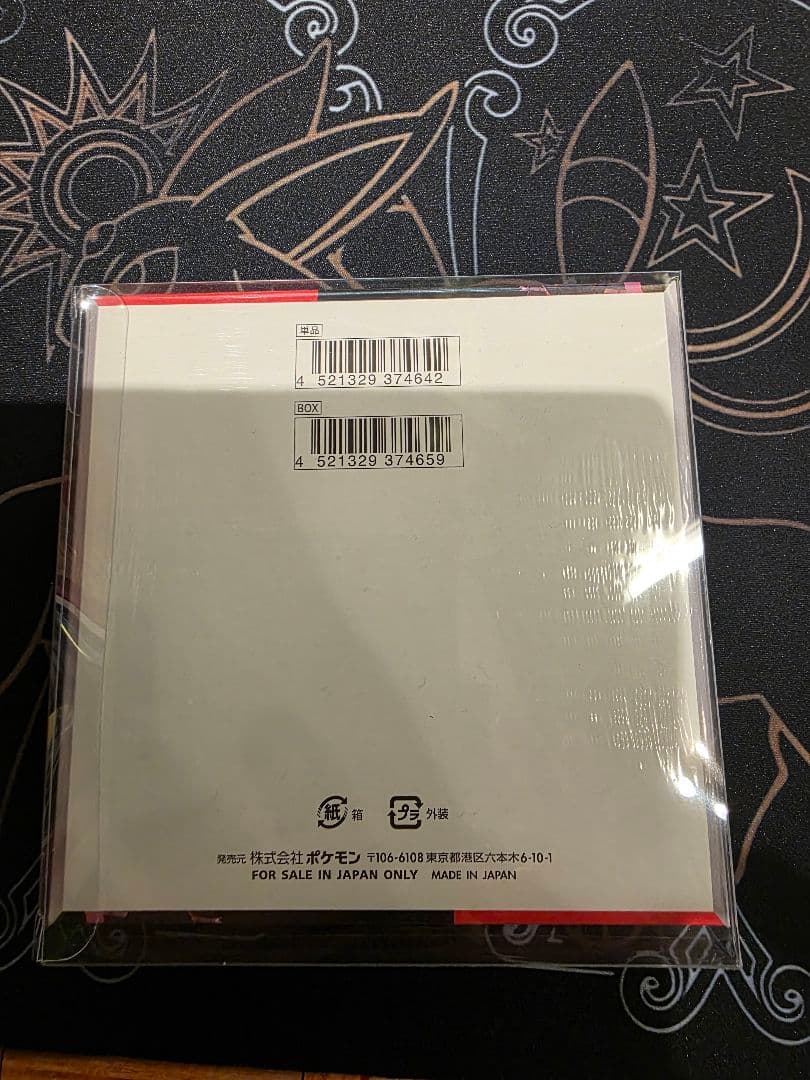 単品
4 521329 374642
BOX
4 521329 374659
紙 箱 プラ 外装
発売元 株式会社 ポケモン 〒106-6108 東京都港区六本木6-10-1
FOR SALE IN JAPAN ONLY MADE IN JAPAN